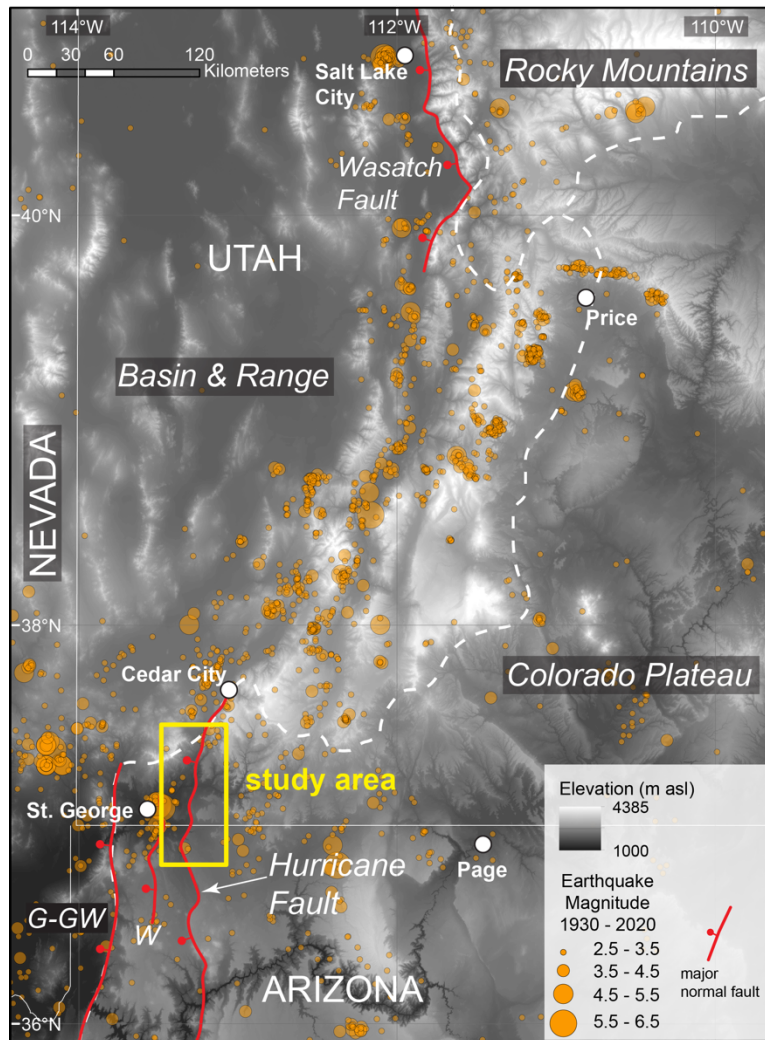 114°W
112°W
110°W
0 30 60 120
Kilometers
Salt Lake
City
Rocky Mountains
Wasatch
Fault
40°N
UTAH
Price
Basin & Range
NEVADA
38°N
Cedar City
Colorado Plateau
study area
St. George
Page
Hurricane
Fault
G-GW
W
ARIZONA
36°N
Elevation (m asl)
4385
1000
Earthquake
Magnitude
1930 - 2020
2.5 - 3.5
3.5 - 4.5
4.5 - 5.5
5.5 - 6.5
major
normal fault